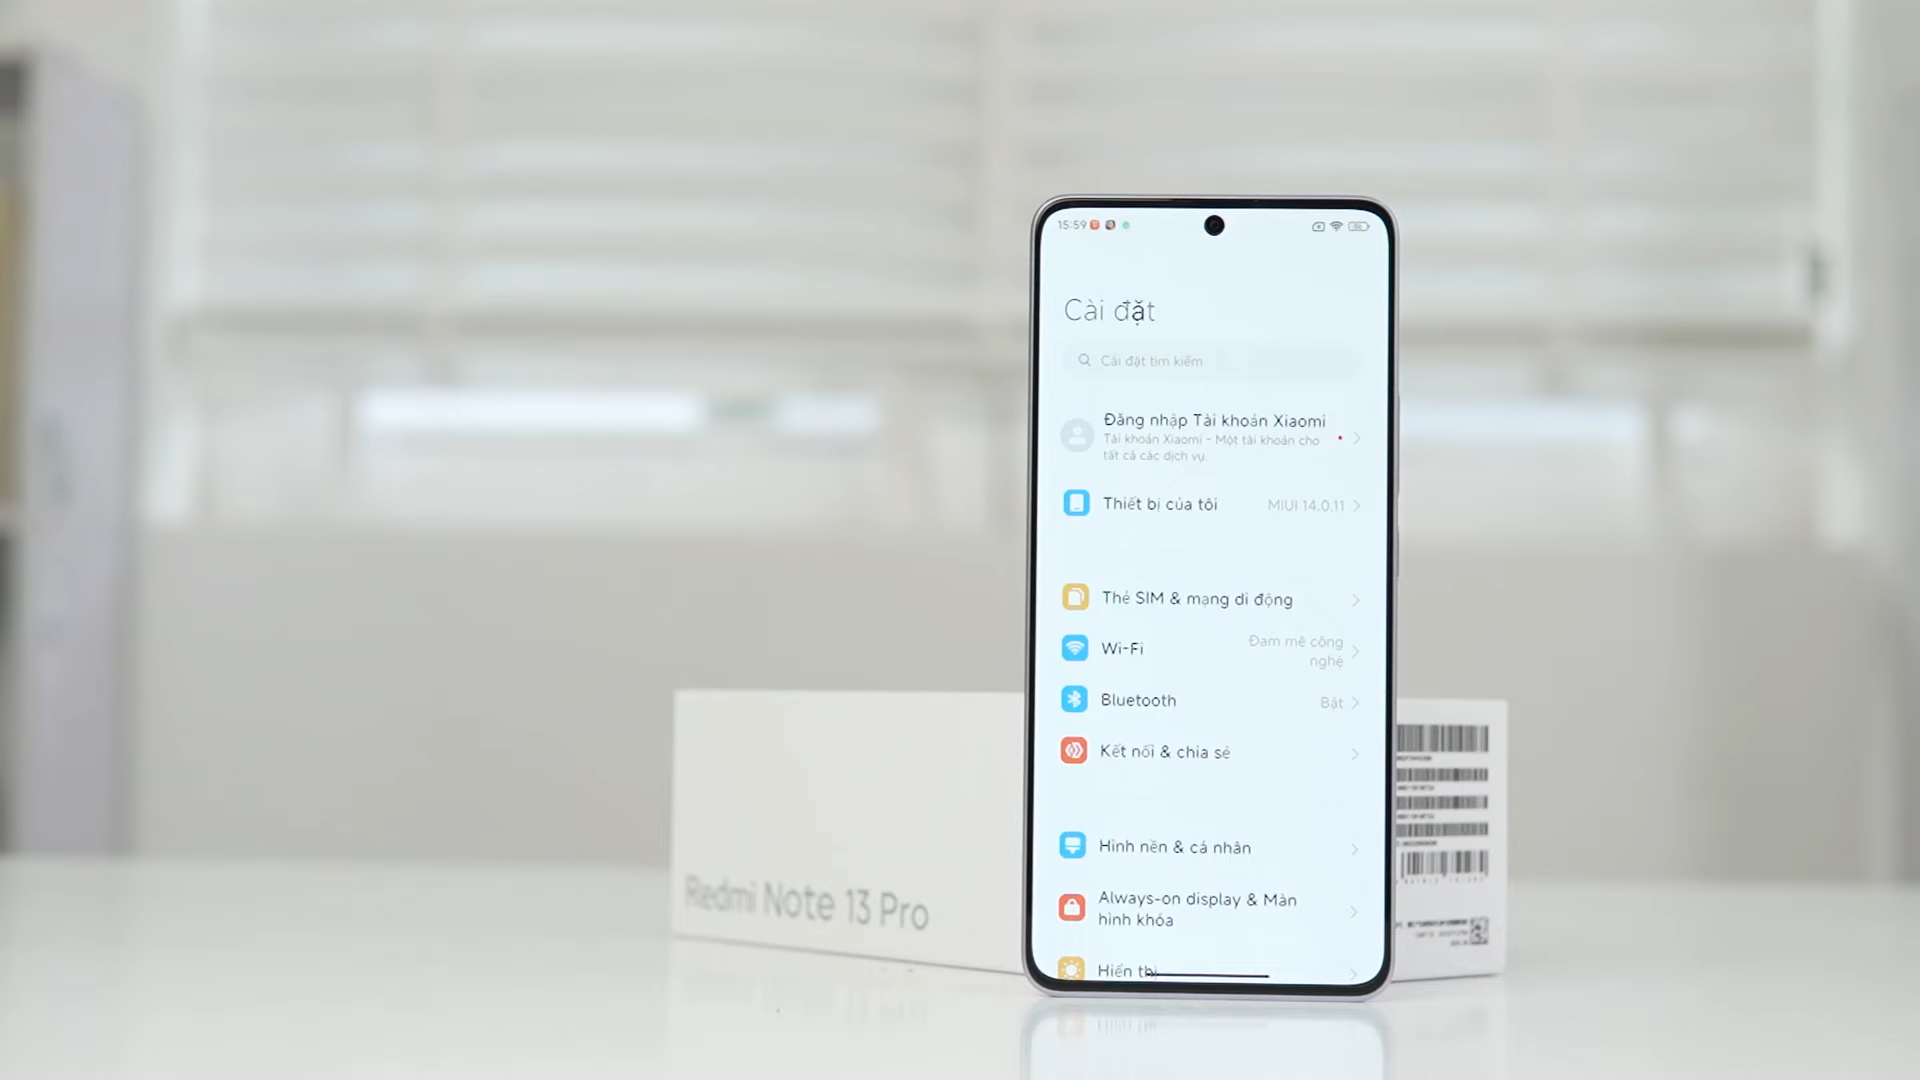 15:59
Cài đặt
Cài đặt tìm kiếm
Đăng nhập Tài khoản Xiaomi
Tài khoản Xiaomi - Một tài khoản cho
tất cả các dịch vụ.
Thiết bị của tôi
MIUI 14.0.11
Thẻ SIM & mạng di động
Wi-Fi
Đam mê công
nghệ
Bluetooth
Bật
Kết nối & chia sẻ
Hình nền & cá nhân
Always-on display & Màn
hình khóa
Hiển thị
Redmi Note 13 Pro